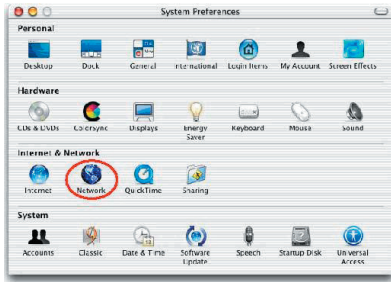 System Preferences
Personal
Desktop Dock General International Login Items My Account Screen Effects
Hardware
CDs & DVDs ColorSync Displays Energy Saver Keyboard Mouse Sound
Internet & Network
Internet Network QuickTime Sharing
System
Accounts Classic Date & Time Software Update Speech Startup Disk Universal Access